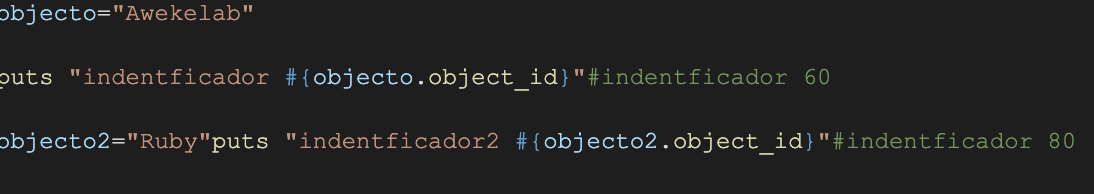 objecto="Awekelab"
puts "indentficador #{objecto.object_id}"#indentficador 60
objecto2="Ruby"puts "indentficador2 #{objecto2.object_id}"#indentficador 80